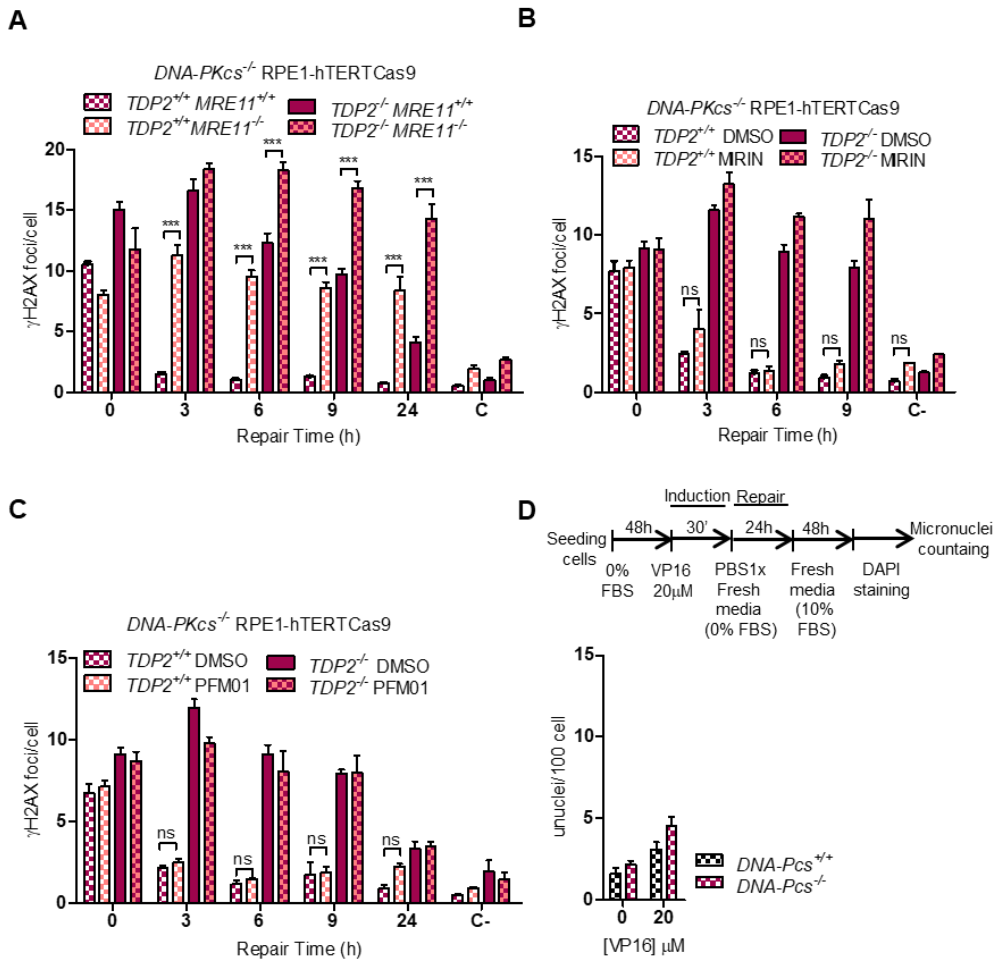 A
DNA-PKcs-/- RPE1-hTERTCas9
TDP2+/+ MRE11+/+
TDP2-/- MRE11+/+
TDP2+/+MRE11-/-
TDP2-/- MRE11-/-
γH2AX foci/cell
20
15
10
5
0
***
***
***
***
***
***
***
0 3 6 9 24 C
Repair Time (h)
B
DNA-PKcs-/- RPE1-hTERTCas9
TDP2+/+ DMSO
TDP2-/- DMSO
TDP2+/+ MIRIN
TDP2-/- MIRIN
γH2AX foci/cell
15
10
5
0
ns
ns
ns
ns
0 3 6 9 C-
Repair Time (h)
C
DNA-PKcs-/- RPE1-hTERTCas9
TDP2+/+ DMSO
TDP2-/- DMSO
TDP2+/+ PFM01
TDP2-/- PFM01
γH2AX foci/cell
15
10
5
0
ns
ns
ns
ns
0 3 6 9 24 C-
Repair Time (h)
D
Induction Repair
48h 30' 24h 48h
Seeding cells
Micronuclei countaing
0% FBS
VP16 20μM
PBS1x Fresh media (0% FBS)
Fresh media (10% FBS)
DAPI staining
unuclei/100 cell
15
10
5
0
DNA-Pcs+/+
DNA-Pcs-/-
0 20
[VP16] μM